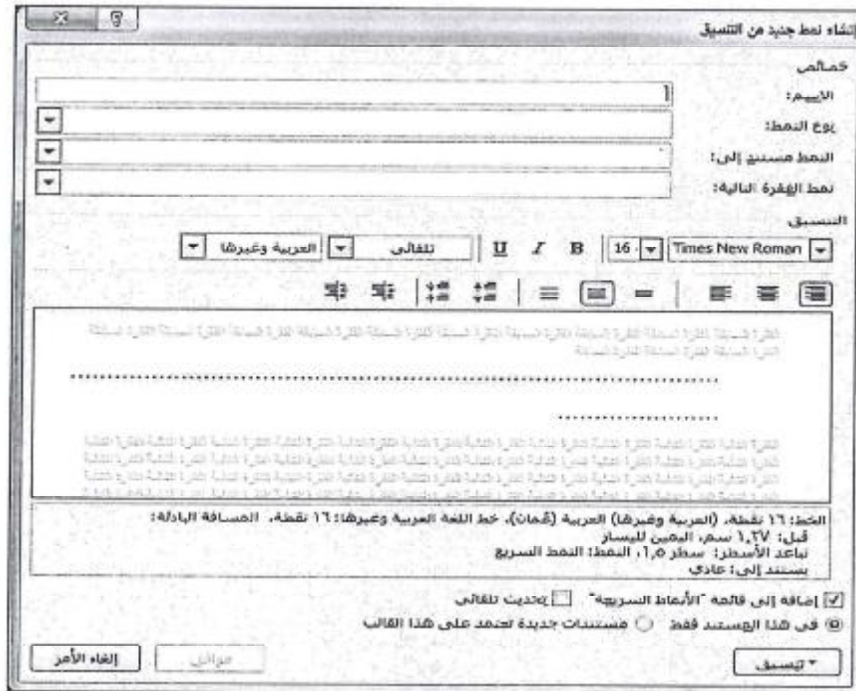 إنشاء نمط جديد من التنسيق
خصائص
الاسم:
نوع النمط:
النمط مستند إلى:
نمط الفقرة التالية:
التنسيق
Times New Roman 16 B I U تلقائي العربية وغيرها
الخط: ١٦ نقطة، (العربية وغيرها) العربية (عُمان)، خط اللغة العربية وغيرها: ١٦ نقطة، المسافة البادئة:
قبل: ١,٢٧ سم، اليمين لليسار
تباعد الأسطر: سطر ١,٥، النمط: النمط السريع
يستند إلى: عادي
إضافة إلى قائمة "الأنماط السريعة" تحديث تلقائي
في هذا المستند فقط مستندات جديدة تعتمد على هذا القالب
تنسيق موافق إلغاء الأمر